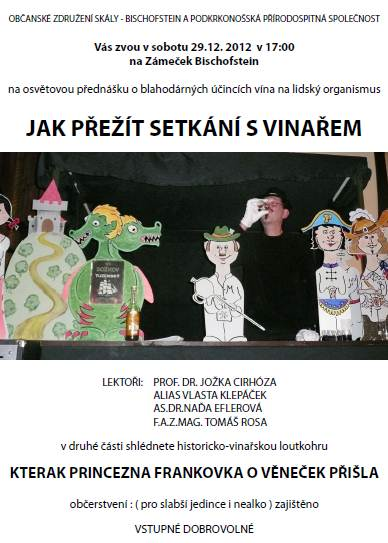 OBČANSKÉ ZDRUŽENÍ SKÁLY - BISCHOFSTEIN A PODKRKONOŠSKÁ PŘÍRODOSPITNÁ SPOLEČNOST
Vás zvou v sobotu 29.12. 2012 v 17:00
na Zámeček Bischofstein
na osvětovou přednášku o blahodárných účincích vína na lidský organismus
JAK PŘEŽÍT SETKÁNÍ S VINAŘEM
BOŽKOV
TUZEMSKÝ
LEKTOŘI: PROF. DR. JOŽKA CIRHÓZA
ALIAS VLASTA KLEPÁČEK
AS.DR.NAĎA EFLEROVÁ
F.A.Z.MAG. TOMÁŠ ROSA
v druhé části shlédnete historicko-vinařskou loutkohru
KTERAK PRINCEZNA FRANKOVKA O VĚNEČEK PŘIŠLA
občerstvení : ( pro slabší jedince i nealko ) zajištěno
VSTUPNÉ DOBROVOLNÉ